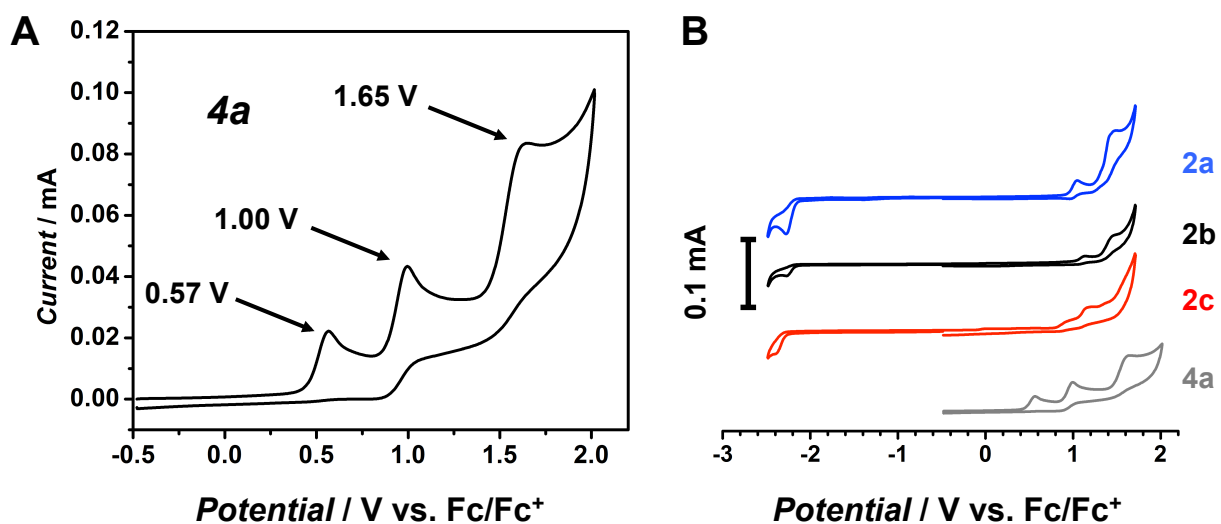 A
4a
0.57 V
1.00 V
1.65 V
Current / mA
0.12
0.10
0.08
0.06
0.04
0.02
0.00
-0.5
0.0
0.5
1.0
1.5
2.0
Potential / V vs. Fc/Fc⁺
B
0.1 mA
2a
2b
2c
4a
-3
-2
-1
0
1
2
Potential / V vs. Fc/Fc⁺